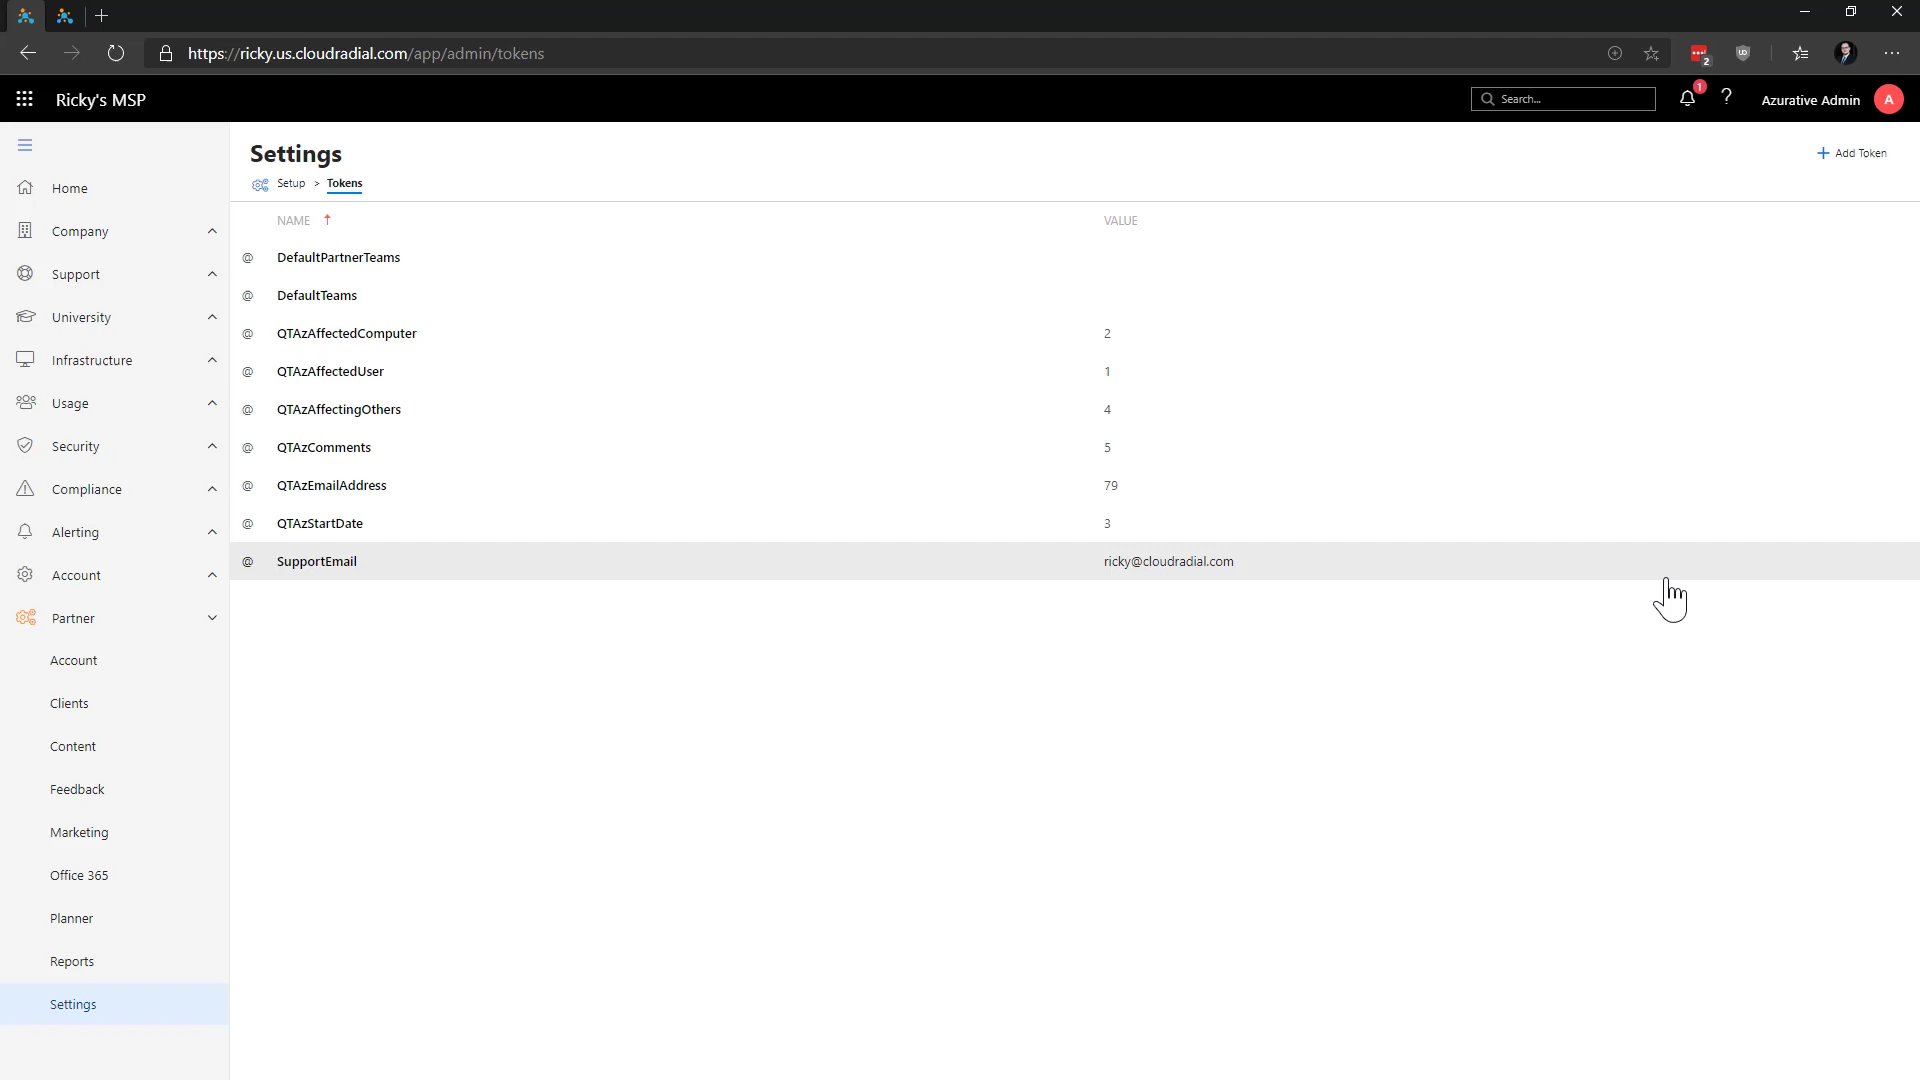 https://ricky.us.cloudradial.com/app/admin/tokens
2
UD
Ricky's MSP
Search...
1
?
Azurative Admin
A
Settings
Add Token
Setup > Tokens
Home
Company
Support
University
Infrastructure
Usage
Security
Compliance
Alerting
Account
Partner
Account
Clients
Content
Feedback
Marketing
Office 365
Planner
Reports
Settings
NAME VALUE
@ DefaultPartnerTeams
@ DefaultTeams
@ QTAzAffectedComputer 2
@ QTAzAffectedUser 1
@ QTAzAffectingOthers 4
@ QTAzComments 5
@ QTAzEmailAddress 79
@ QTAzStartDate 3
@ SupportEmail ricky@cloudradial.com